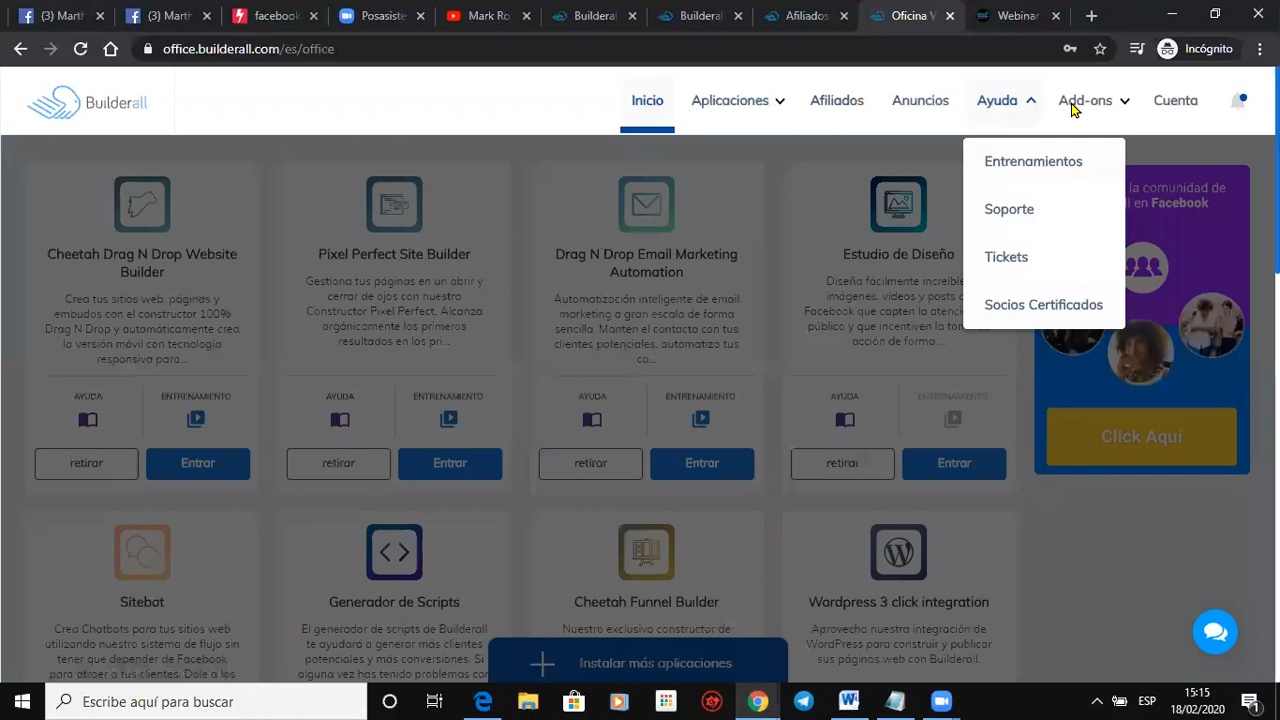 (3) Marth
(3) Marth
facebook
Posasiste
Mark Ro
Builderal
Builderal
Afiliados
Oficina V
Webinar
office.builderall.com/es/office
Incógnito
Builderall
Inicio
Aplicaciones
Afiliados
Anuncios
Ayuda
Add-ons
Cuenta
Entrenamientos
Soporte
Tickets
Socios Certificados
Cheetah Drag N Drop Website
Builder
Crea tus sitios web, páginas y
embudos con el constructor 100%
Drag N Drop y automáticamente crea
la versión móvil con tecnología
responsiva para...
AYUDA
ENTRENAMIENTO
retirar
Entrar
Pixel Perfect Site Builder
Gestiona tus páginas en un abrir y
cerrar de ojos con nuestro
Constructor Pixel Perfect. Alcanza
orgánicamente los primeros
resultados en los pri...
AYUDA
ENTRENAMIENTO
retirar
Entrar
Drag N Drop Email Marketing
Automation
Automatización inteligente de email
marketing a gran escala de forma
sencilla. Mantén el contacto con tus
clientes potenciales, automatiza tus
co...
AYUDA
ENTRENAMIENTO
retirar
Entrar
Estudio de Diseño
Diseña fácilmente increíbl
imágenes, vídeos y posts
Facebook que capten la atenció
público y que incentiven la tom
acción de forma ...
AYUDA
ENTRENAMIENTO
retirar
Entrar
la comunidad de
ll en Facebook
Click Aquí
Sitebot
Crea Chatbots para tus sitios web
utilizando nuestro sistema de flujo sin
tener que depender de Facebook
para atraer a tus clientes. Dale a los
Generador de Scripts
El generador de scripts de Builderall
te ayudará a generar más clientes
potenciales y más conversiones. Si
alguna vez has tenido problemas con
Cheetah Funnel Builder
Nuestro exclusivo constructor de
Wordpress 3 click integration
Aprovecha nuestra integración de
WordPress para construir y publicar
sus páginas web con Builderall.
Instalar más aplicaciones
Escribe aquí para buscar
ESP
15:15
18/02/2020
1